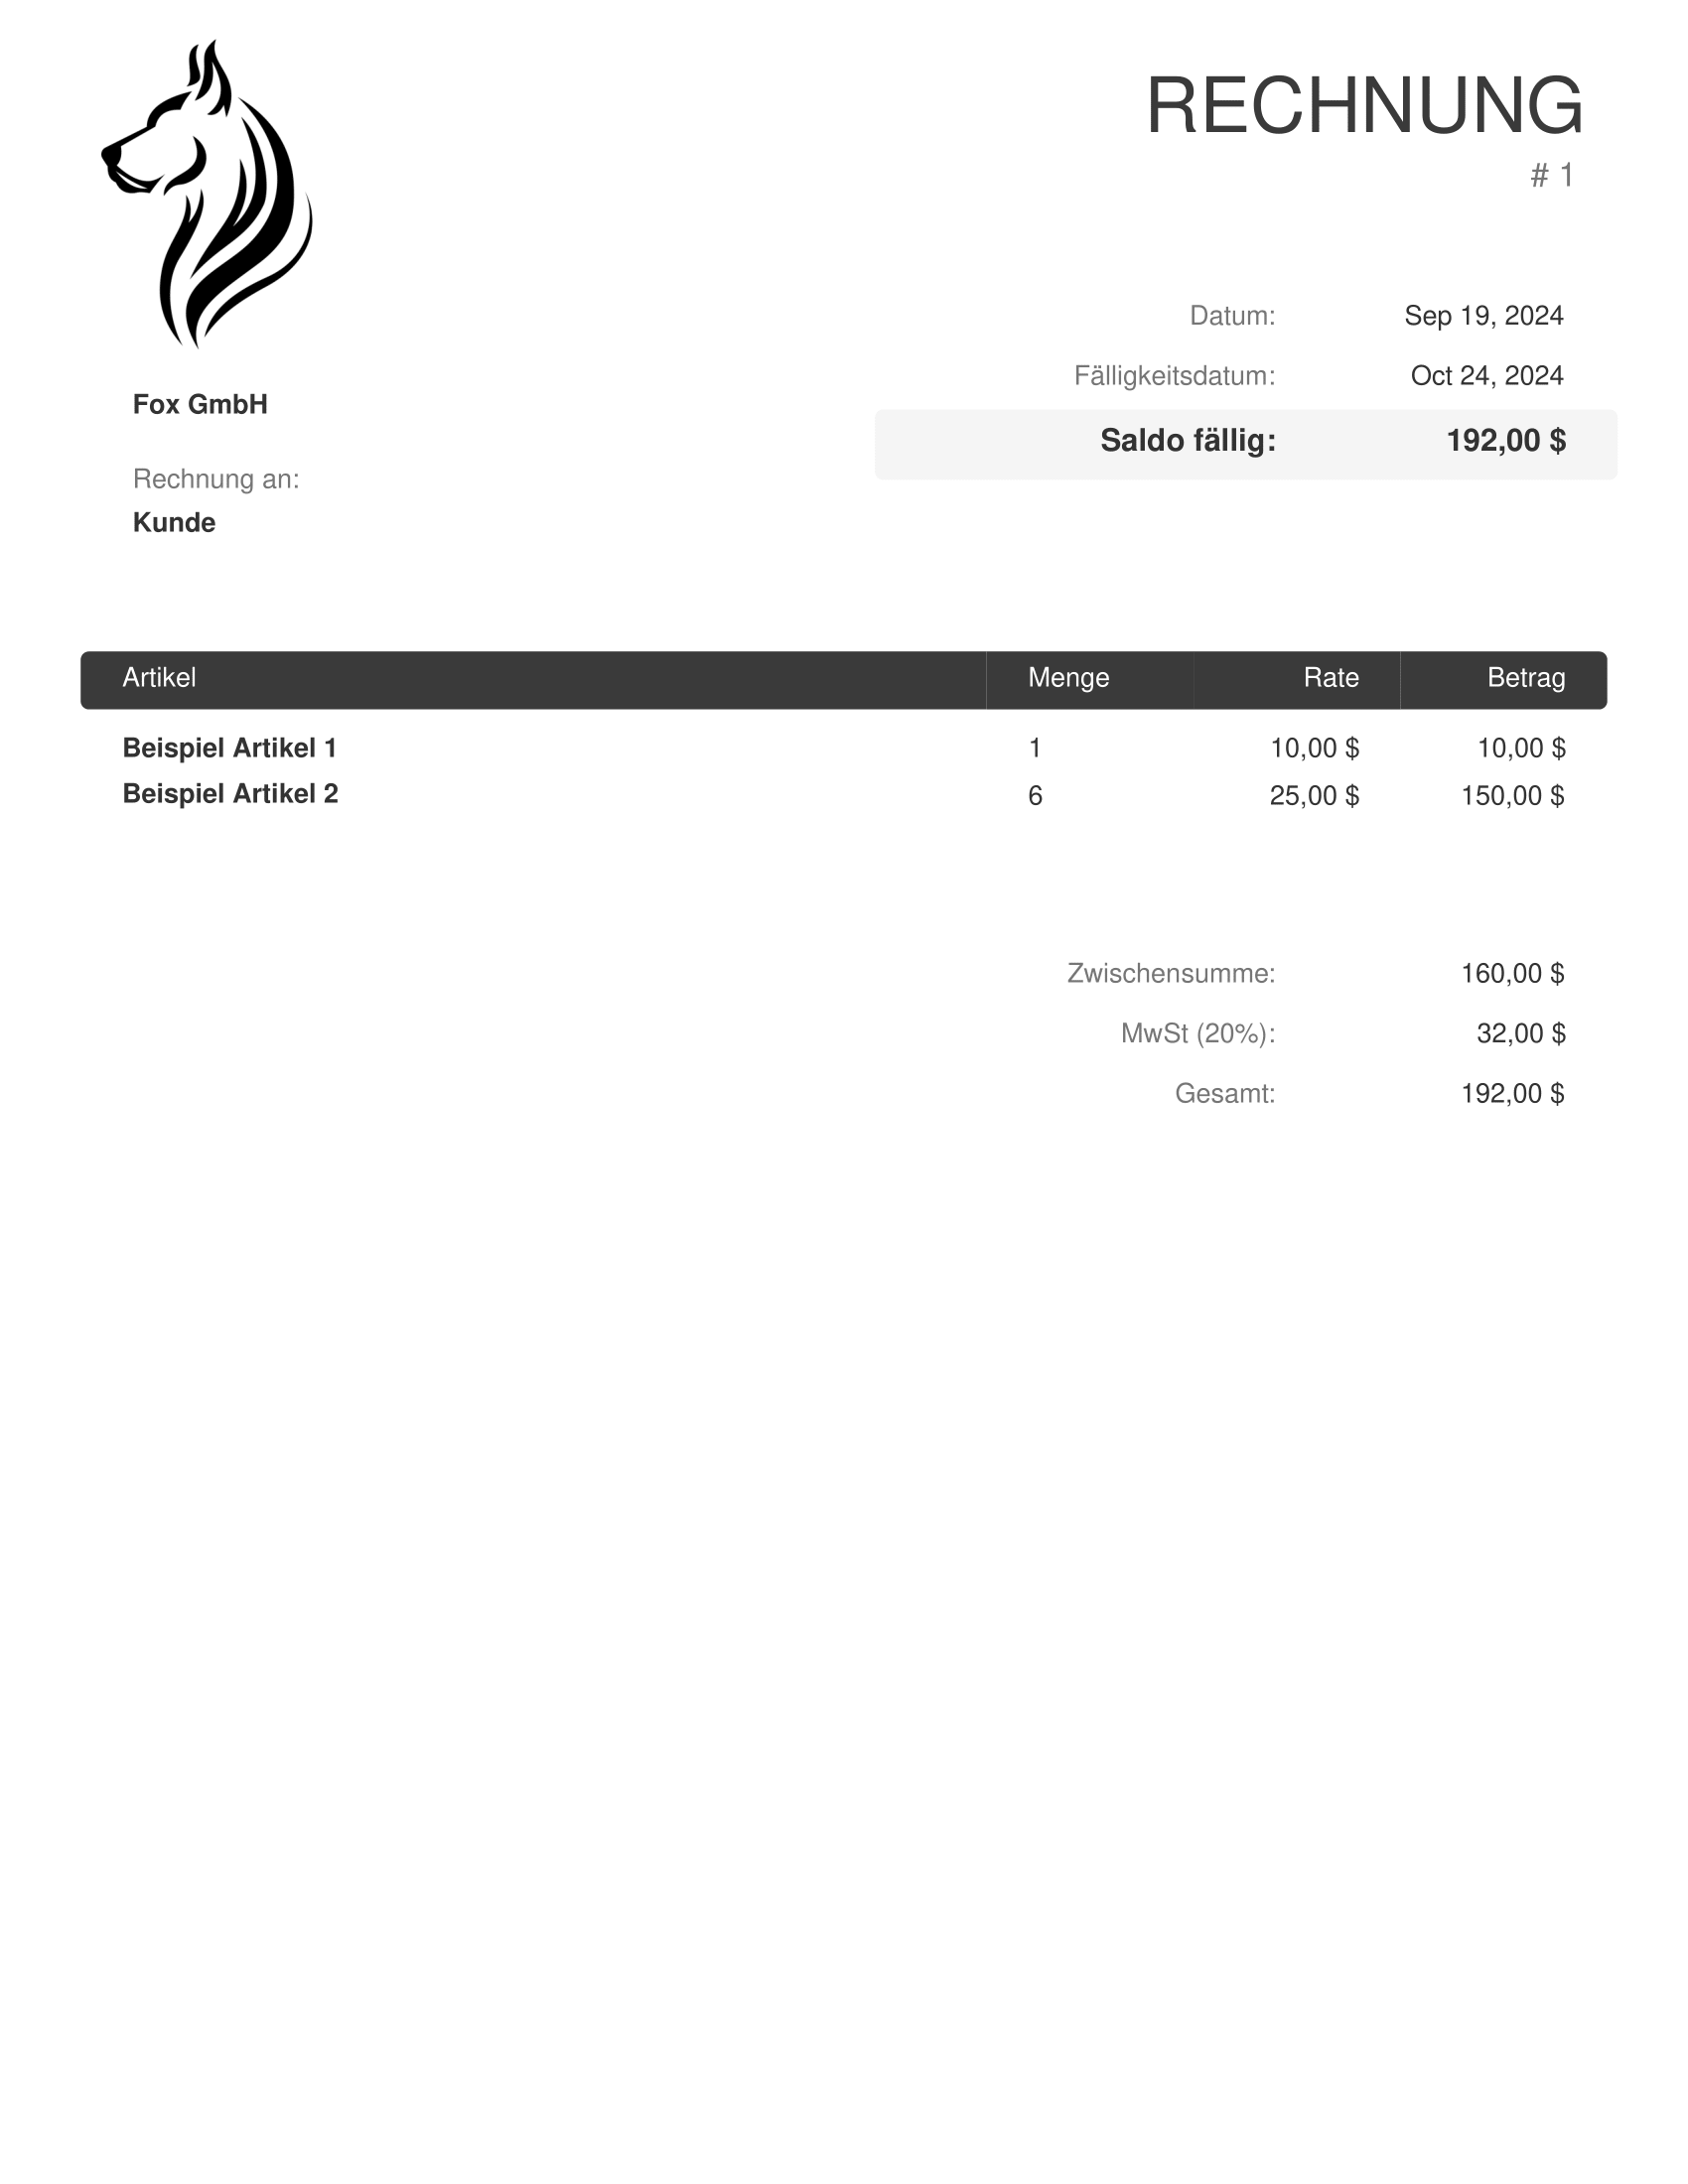 RECHNUNG
# 1
Datum: Sep 19, 2024
Fälligkeitsdatum: Oct 24, 2024
Saldo fällig: 192,00 $
Fox GmbH
Rechnung an:
Kunde
Artikel Menge Rate Betrag
Beispiel Artikel 1 1 10,00 $ 10,00 $
Beispiel Artikel 2 6 25,00 $ 150,00 $
Zwischensumme: 160,00 $
MwSt (20%): 32,00 $
Gesamt: 192,00 $